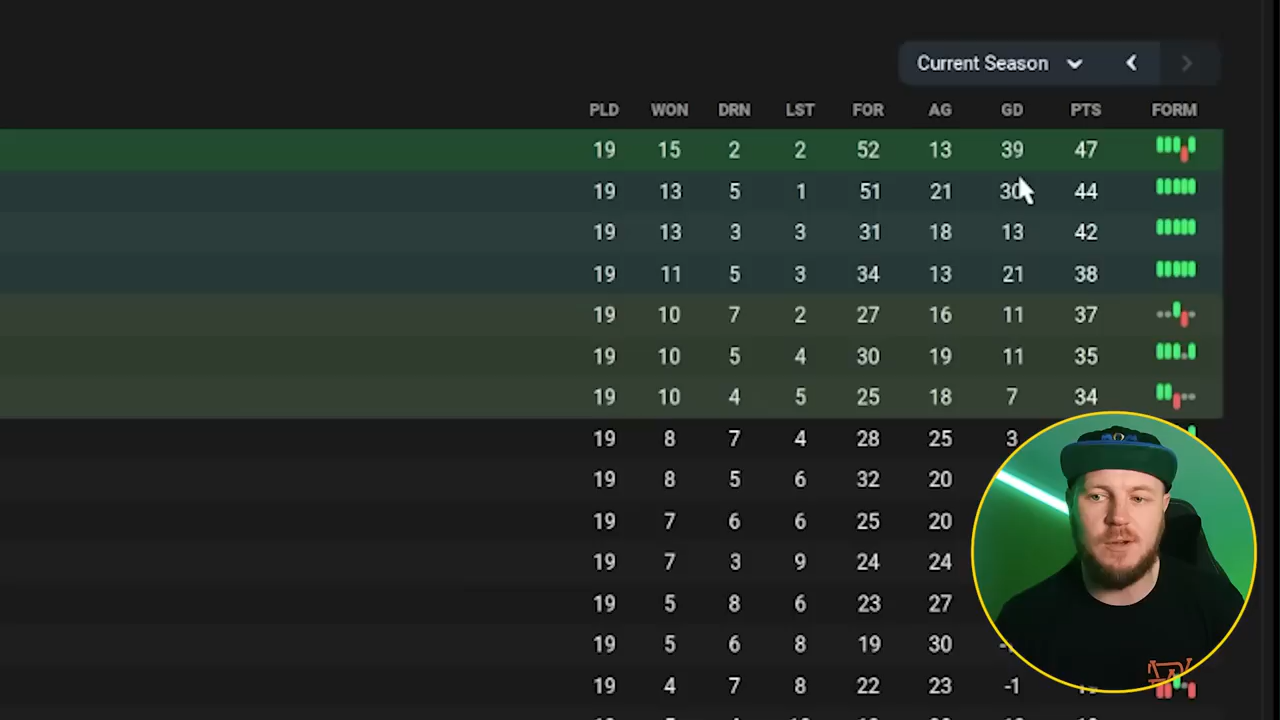 Current Season
PLD WON DRN LST FOR AG GD PTS FORM
19 15 2 2 52 13 39 47
19 13 5 1 51 21 30 44
19 13 3 3 31 18 13 42
19 11 5 3 34 13 21 38
19 10 7 2 27 16 11 37
19 10 5 4 30 19 11 35
19 10 4 5 25 18 7 34
19 8 7 4 28 25 3
19 8 5 6 32 20
19 7 6 6 25 20
19 7 3 9 24 24
19 5 8 6 23 27
19 5 6 8 19 30
19 4 7 8 22 23 -1